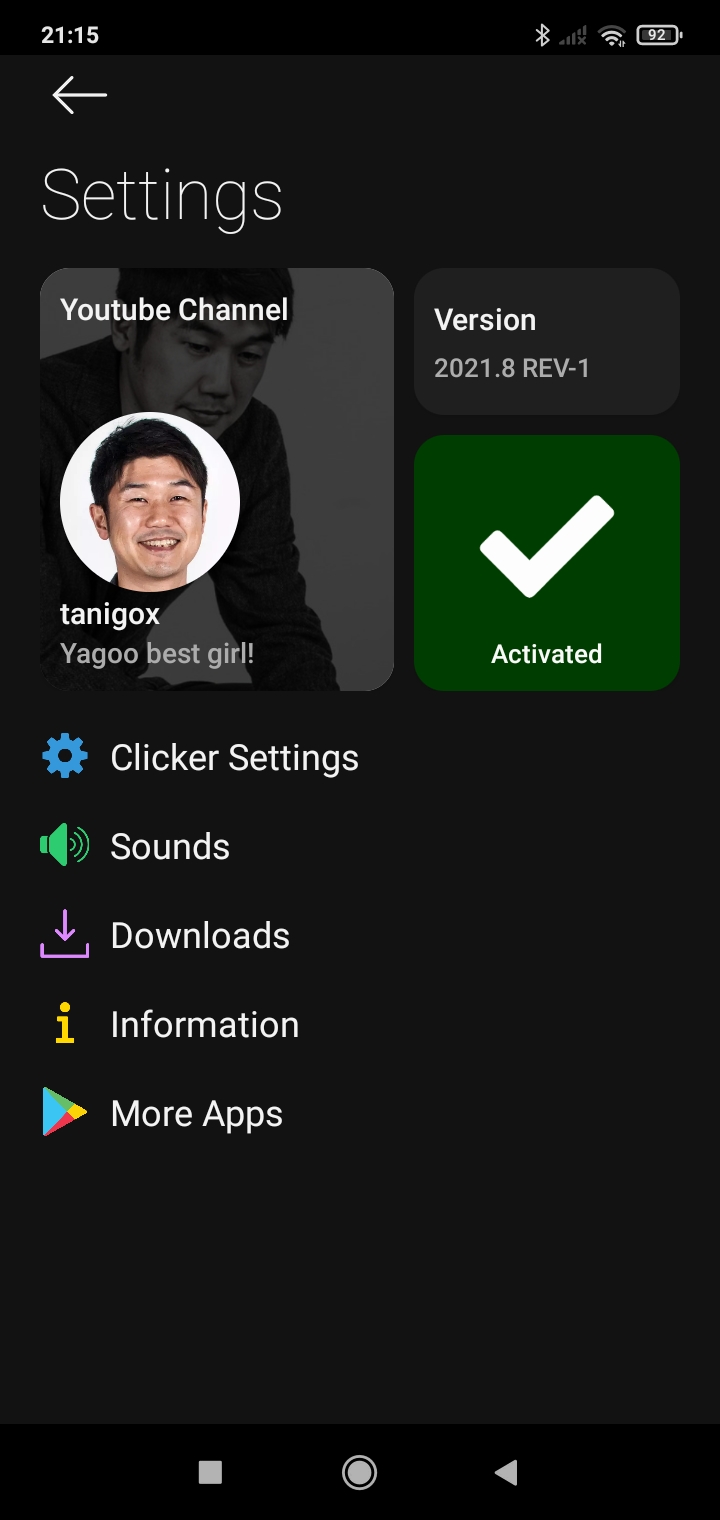 21:15
92
Settings
Youtube Channel
tanigox
Yagoo best girl!
Version
2021.8 REV-1
Activated
Clicker Settings
Sounds
Downloads
Information
More Apps